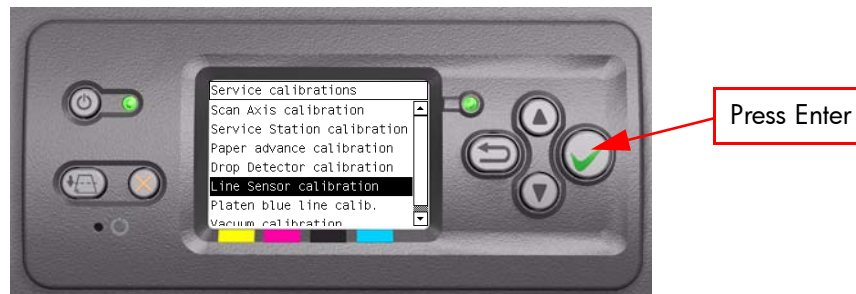 Service calibrations
Scan Axis calibration
Service Station calibration
Paper advance calibration
Drop Detector calibration
Line Sensor calibration
Platen blue line calib.
Vacuum calibration
Press Enter